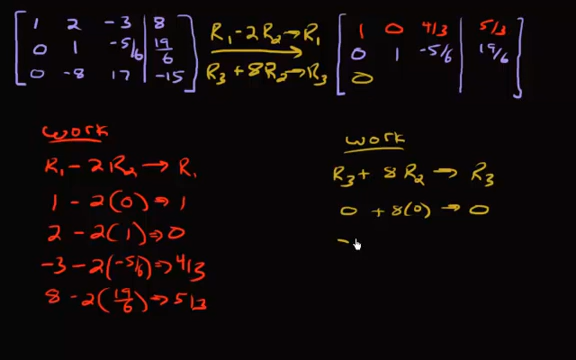 1 2 -3 | 8
0 1 -5/6 | 19/6
0 -8 17 | -15
R₁-2R₂→R₁
R₃+8R₂→R₃
1 0 4/3 | 5/3
0 1 -5/6 | 19/6
0
work
R₁-2R₂→R₁
1-2(0)⇒1
2-2(1)⇒0
-3-2(-5/6)⇒4/3
8-2(19/6)⇒5/3
work
R₃+8R₂→R₃
0+8(0)→0
-